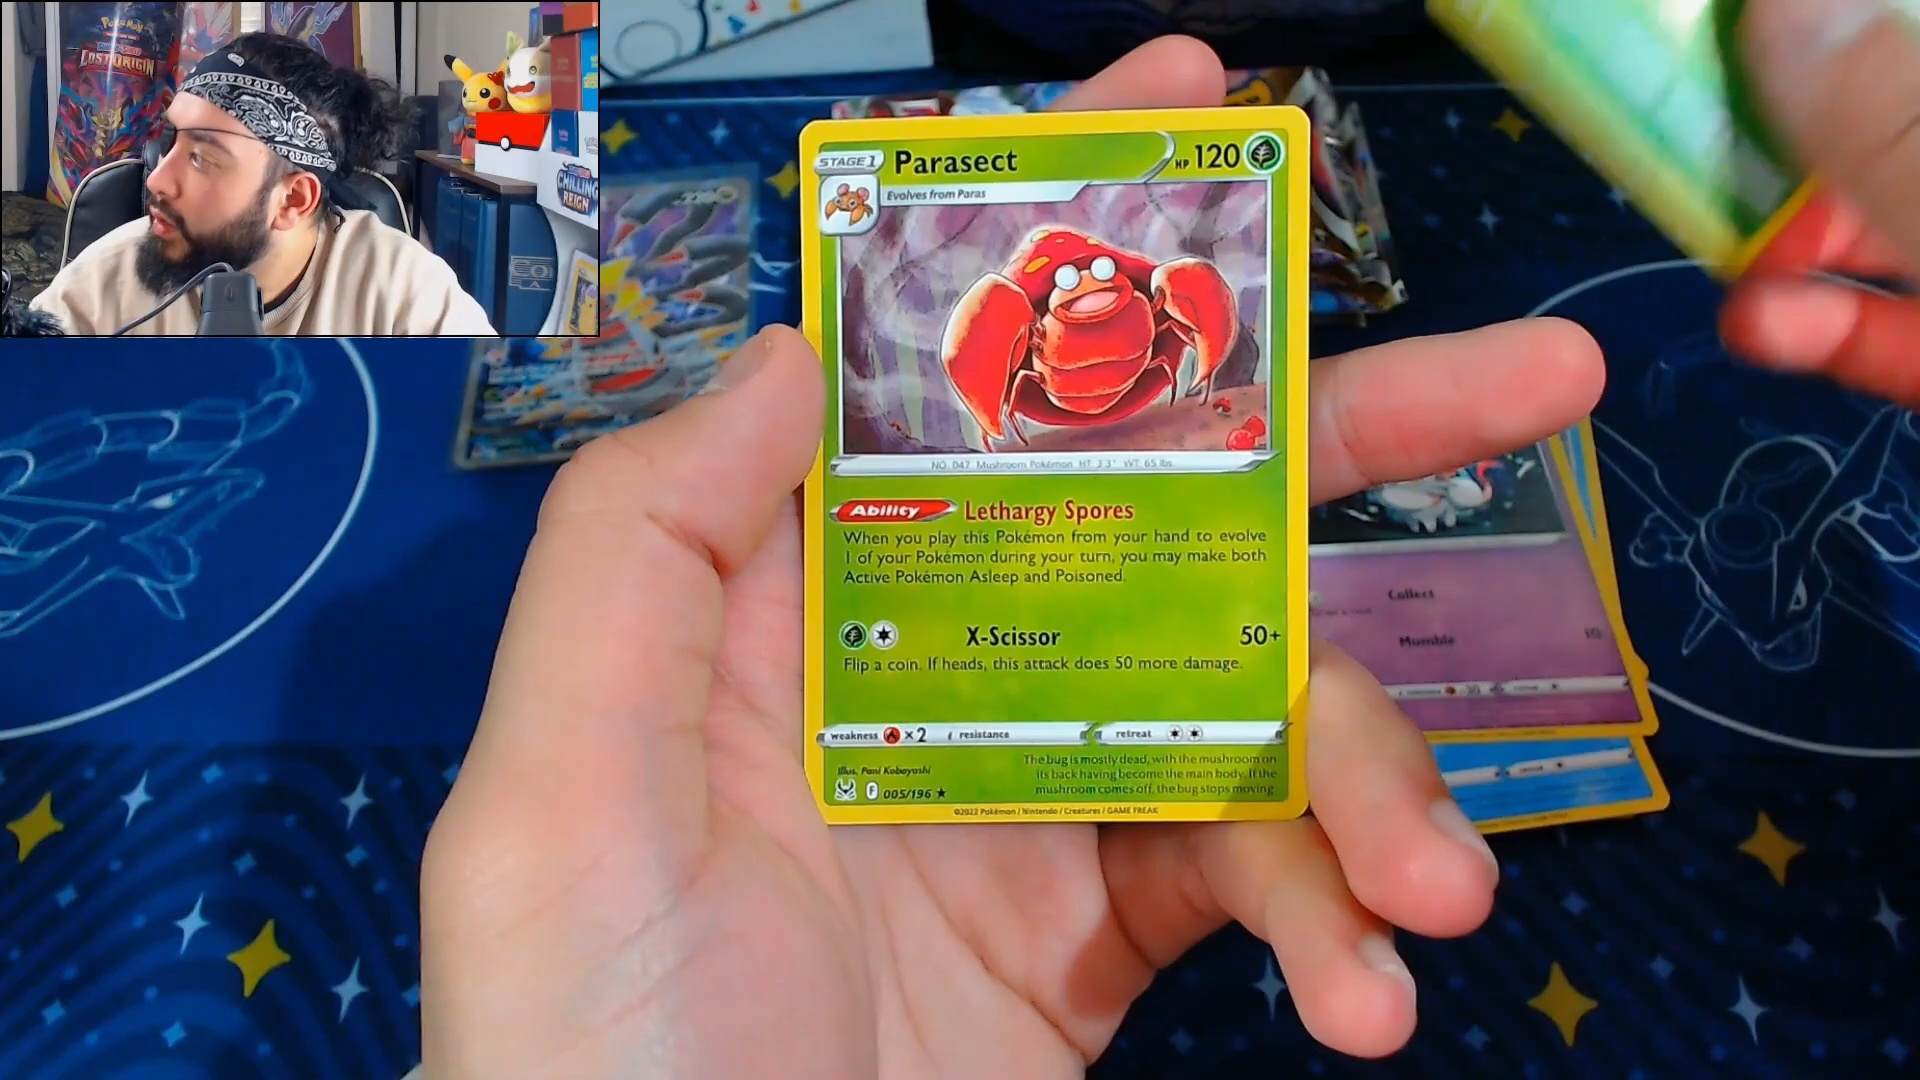 Pokémon
LOST ORIGIN
CHILLING
REIGN
STAGE 1
Parasect
HP 120
Evolves from Paras
NO. 047 Mushroom Pokémon HT: 3'3" WT: 65 lbs.
Ability Lethargy Spores
When you play this Pokémon from your hand to evolve
1 of your Pokémon during your turn, you may make both
Active Pokémon Asleep and Poisoned.
X-Scissor 50+
Flip a coin. If heads, this attack does 50 more damage.
weakness ×2 resistance retreat
Illus. Pani Kobayashi
F 005/196 ★
The bug is mostly dead, with the mushroom on
its back having become the main body. If the
mushroom comes off, the bug stops moving
©2022 Pokémon / Nintendo / Creatures / GAME FREAK
Collect
Mumble